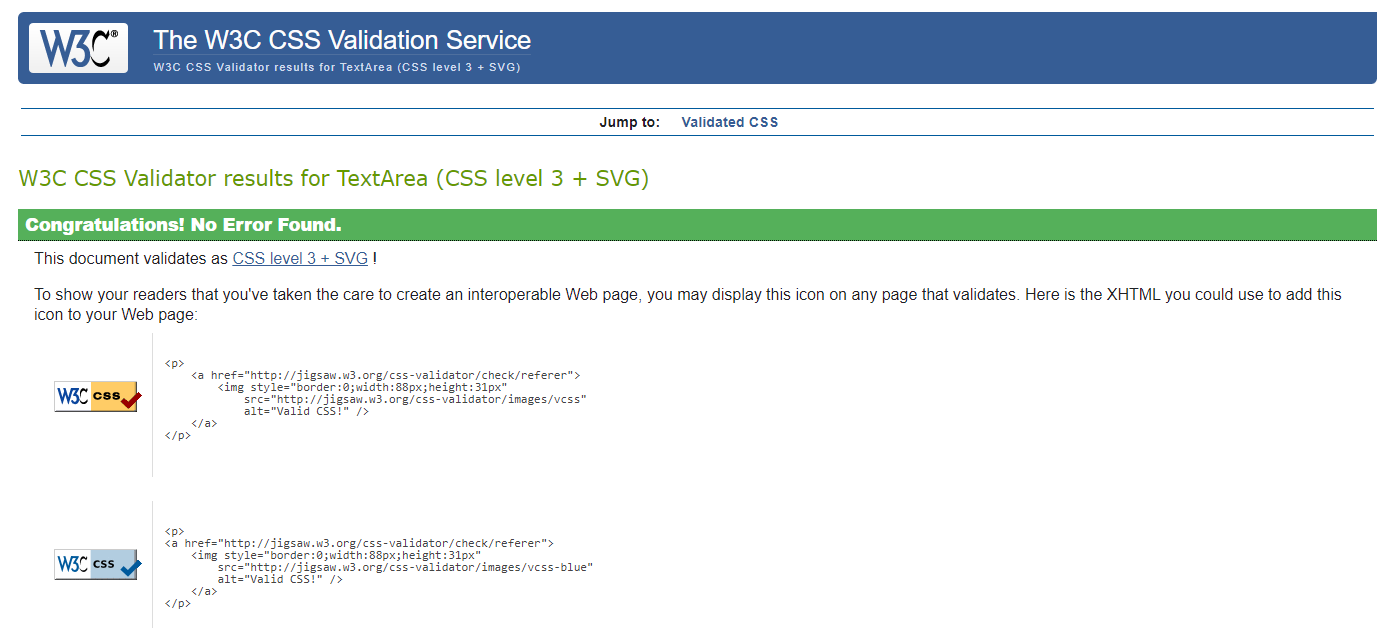 W3C®
The W3C CSS Validation Service
W3C CSS Validator results for TextArea (CSS level 3 + SVG)
Jump to: Validated CSS
W3C CSS Validator results for TextArea (CSS level 3 + SVG)
Congratulations! No Error Found.
This document validates as CSS level 3 + SVG !
To show your readers that you've taken the care to create an interoperable Web page, you may display this icon on any page that validates. Here is the XHTML you could use to add this
icon to your Web page:
W3C css
<p>
    <a href="http://jigsaw.w3.org/css-validator/check/referer">
        <img style="border:0;width:88px;height:31px"
            src="http://jigsaw.w3.org/css-validator/images/vcss"
            alt="Valid CSS!" />
    </a>
</p>
W3C css
<p>
<a href="http://jigsaw.w3.org/css-validator/check/referer">
    <img style="border:0;width:88px;height:31px"
        src="http://jigsaw.w3.org/css-validator/images/vcss-blue"
        alt="Valid CSS!" />
    </a>
</p>